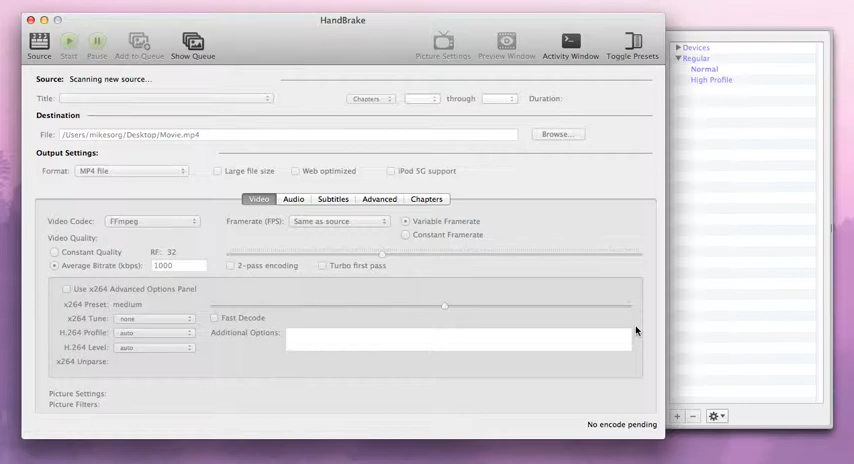 HandBrake
Source Start Pause Add to Queue Show Queue Picture Settings Preview Window Activity Window Toggle Presets
Source: Scanning new source...
Title: Chapters through Duration:
Destination
File: /Users/mikesorg/Desktop/Movie.mp4 Browse...
Output Settings:
Format: MP4 file Large file size Web optimized iPod 5G support
Video Audio Subtitles Advanced Chapters
Video Codec: FFmpeg Framerate (FPS): Same as source Variable Framerate
Constant Framerate
Video Quality:
Constant Quality RF: 32
Average Bitrate (kbps): 1000 2-pass encoding Turbo first pass
Use x264 Advanced Options Panel
x264 Preset: medium
x264 Tune: none Fast Decode
H.264 Profile: auto Additional Options:
H.264 Level: auto
x264 Unparse:
Picture Settings:
Picture Filters:
No encode pending
Devices
Regular
Normal
High Profile